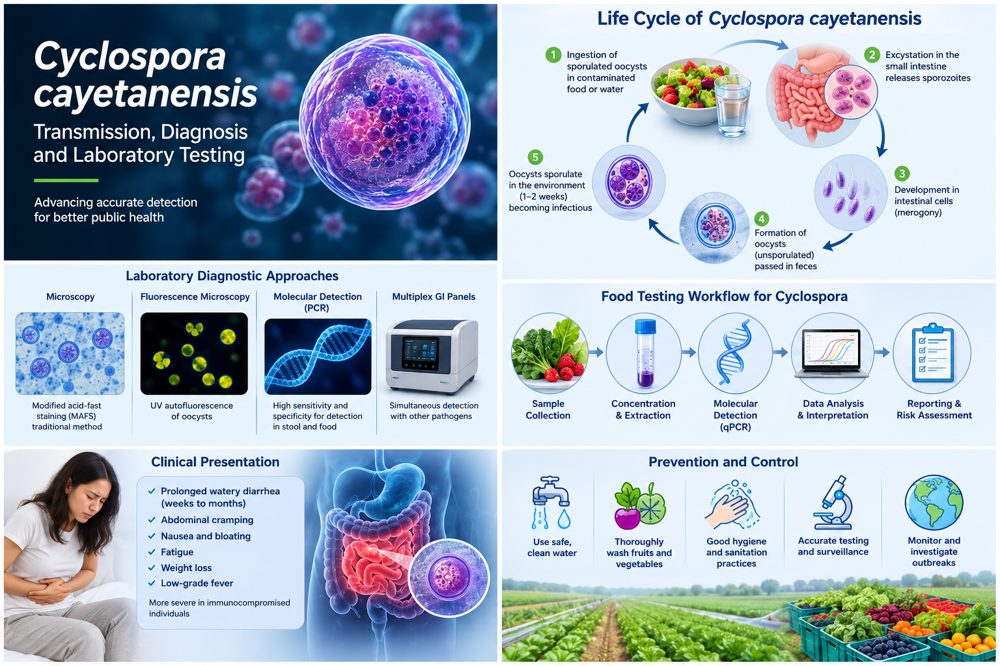 Cyclospora
cayetanensis
Transmission, Diagnosis
and Laboratory Testing
Advancing accurate detection
for better public health
Life Cycle of Cyclospora cayetanensis
1
Ingestion of
sporulated oocysts
in contaminated
food or water
2
Excystation in the
small intestine
releases sporozoites
3
Development in
intestinal cells
(merogony)
4
Formation of
oocysts
(unsporulated)
passed in feces
5
Oocysts sporulate
in the environment
(1–2 weeks)
becoming infectious
Laboratory Diagnostic Approaches
Microscopy
Modified acid-fast
staining (MAFS)
traditional method
Fluorescence Microscopy
UV autofluorescence
of oocysts
Molecular Detection
(PCR)
High sensitivity and
specificity for detection
in stool and food
Multiplex GI Panels
Simultaneous detection
with other pathogens
Food Testing Workflow for Cyclospora
Sample
Collection
Concentration
& Extraction
Molecular
Detection
(qPCR)
Data Analysis
& Interpretation
Reporting &
Risk Assessment
Clinical Presentation
Prolonged watery diarrhea
(weeks to months)
Abdominal cramping
Nausea and bloating
Fatigue
Weight loss
Low-grade fever
More severe in immunocompromised
individuals
Prevention and Control
Use safe,
clean water
Thoroughly
wash fruits and
vegetables
Good hygiene
and sanitation
practices
Accurate testing
and surveillance
Monitor and
investigate
outbreaks